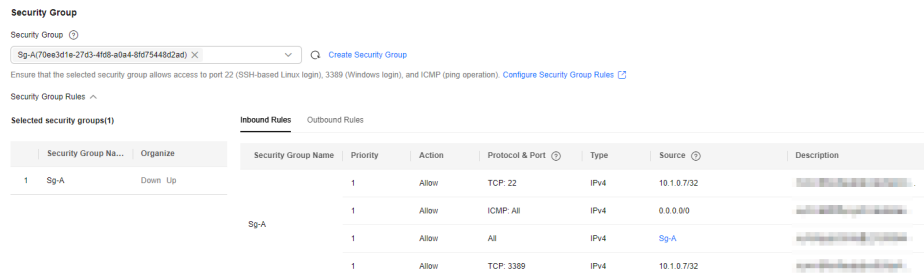 Security Group
Security Group
Sg-A(70ee3d1e-27d3-4fd8-a0a4-8fd75448d2ad)
Create Security Group
Ensure that the selected security group allows access to port 22 (SSH-based Linux login), 3389 (Windows login), and ICMP (ping operation). Configure Security Group Rules
Security Group Rules
Selected security groups(1)
Inbound Rules Outbound Rules
Security Group Na... Organize
1 Sg-A Down Up
Security Group Name Priority Action Protocol & Port Type Source Description
Sg-A
1 Allow TCP: 22 IPv4 10.1.0.7/32
1 Allow ICMP: All IPv4 0.0.0.0/0
1 Allow All IPv4 Sg-A
1 Allow TCP: 3389 IPv4 10.1.0.7/32